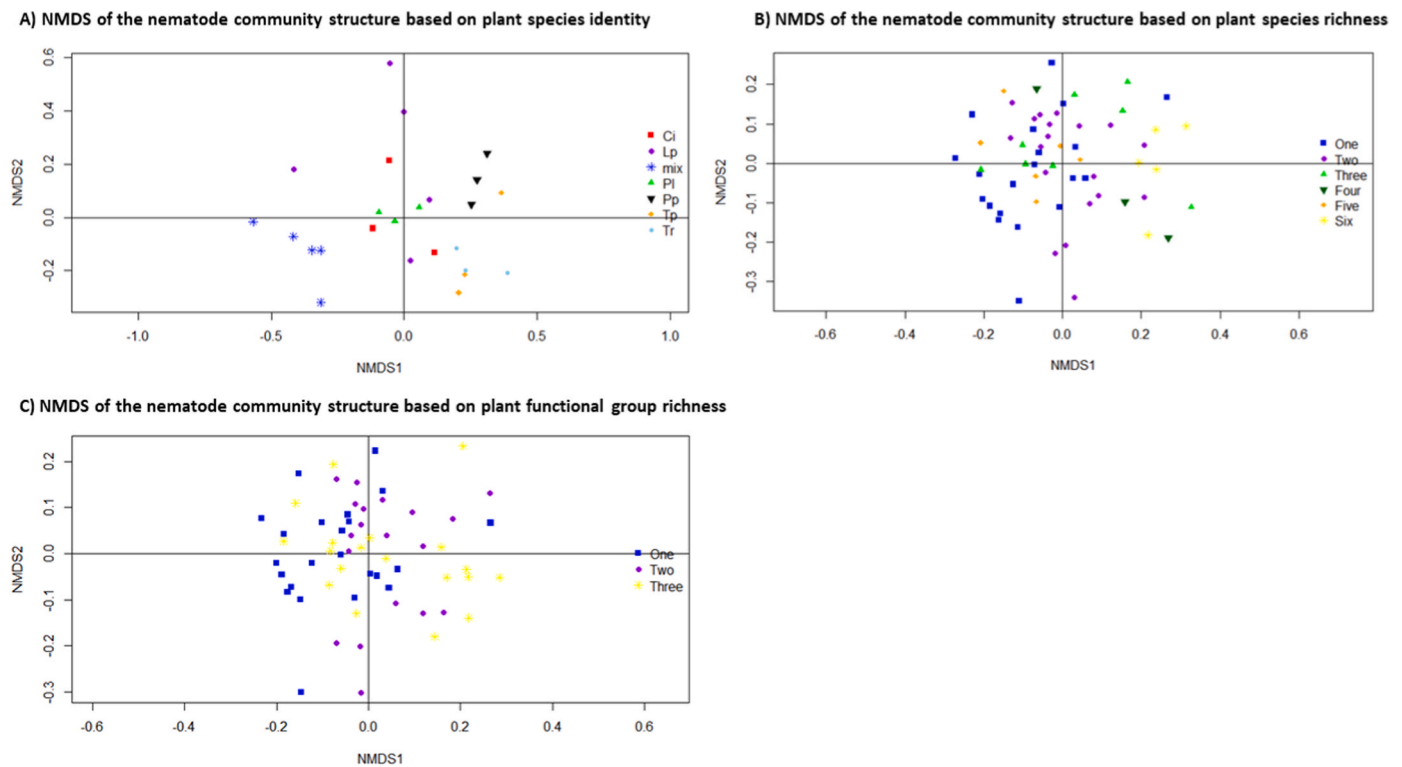 A) NMDS of the nematode community structure based on plant species identity
0.6
0.4
0.2
0.0
-0.2
NMDS2
-1.0 -0.5 0.0 0.5 1.0
NMDS1
Ci
Lp
mix
Pl
Pp
Tp
Tr
B) NMDS of the nematode community structure based on plant species richness
0.2
0.1
0.0
-0.1
-0.2
-0.3
NMDS2
-0.6 -0.4 -0.2 0.0 0.2 0.4 0.6
NMDS1
One
Two
Three
Four
Five
Six
C) NMDS of the nematode community structure based on plant functional group richness
0.2
0.1
0.0
-0.1
-0.2
-0.3
NMDS2
-0.6 -0.4 -0.2 0.0 0.2 0.4 0.6
NMDS1
One
Two
Three